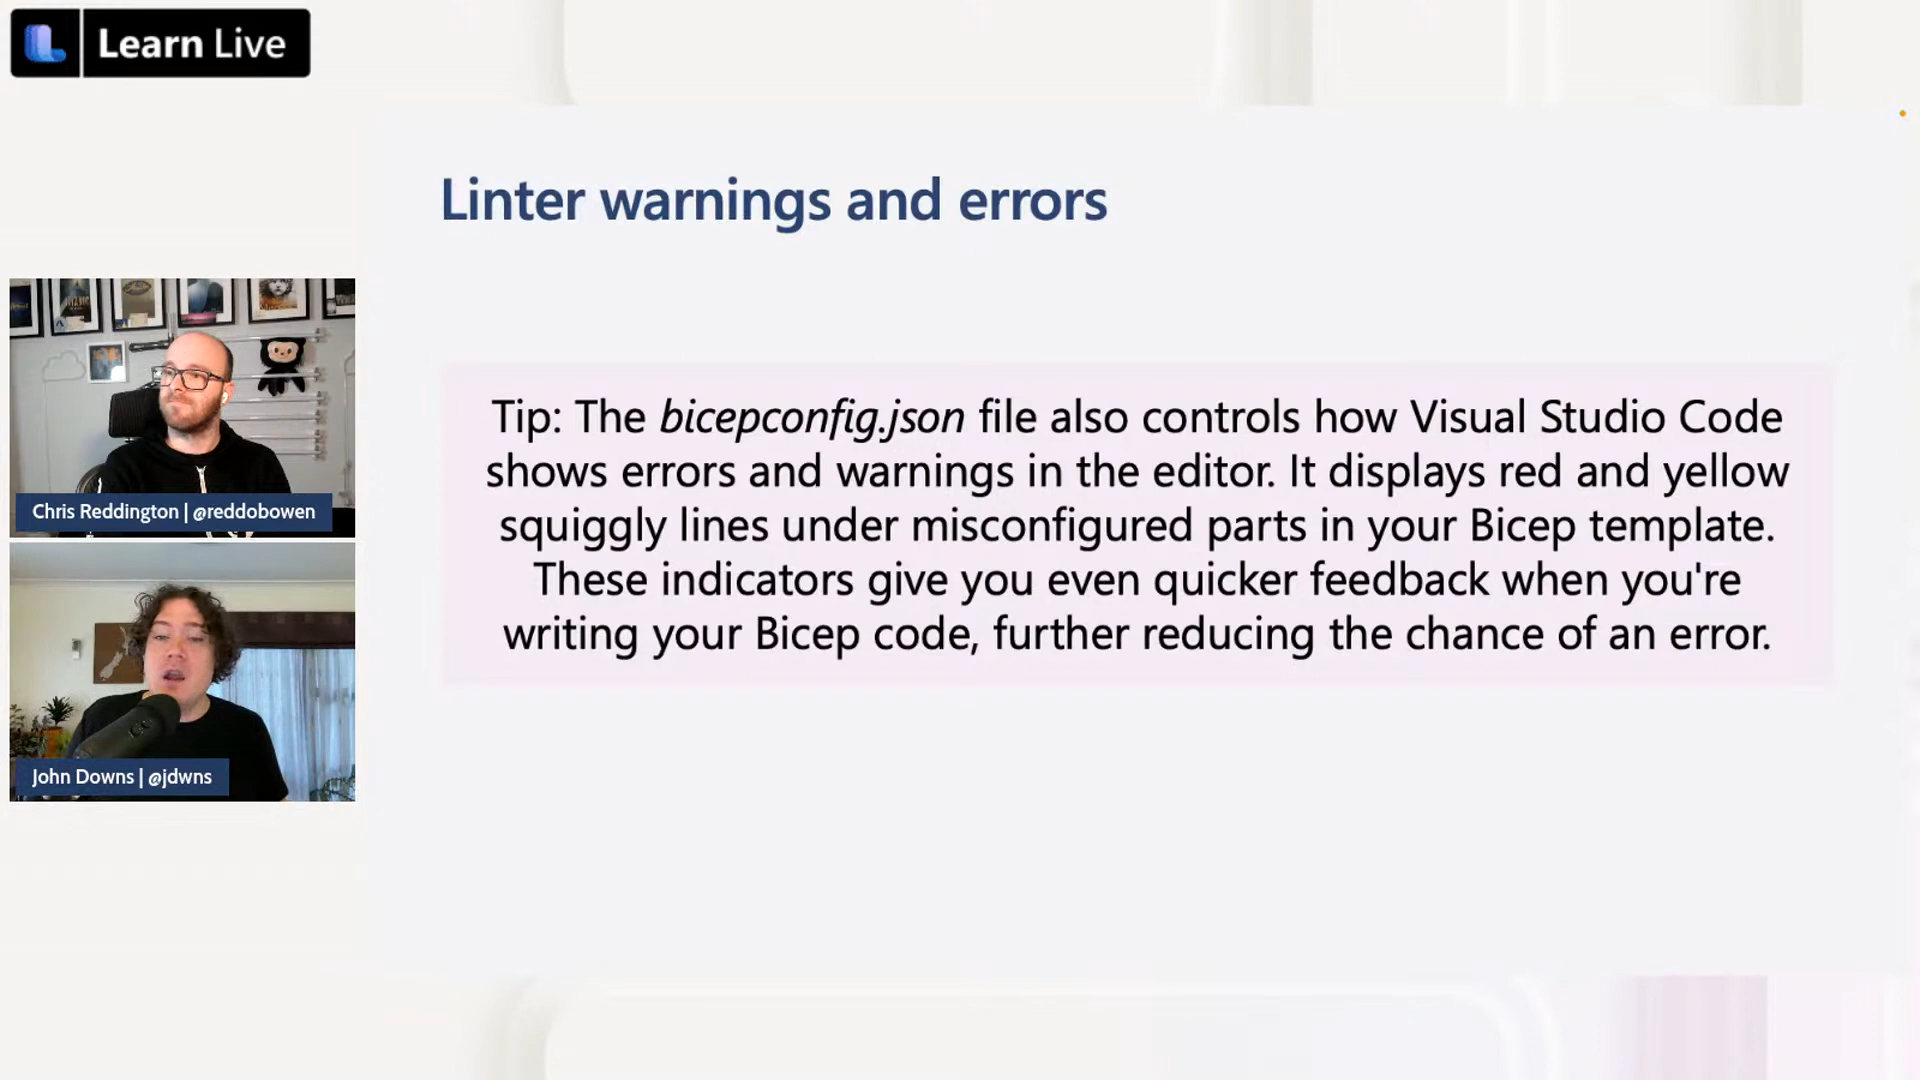 Learn Live
Linter warnings and errors
Tip: The bicepconfig.json file also controls how Visual Studio Code
shows errors and warnings in the editor. It displays red and yellow
squiggly lines under misconfigured parts in your Bicep template.
These indicators give you even quicker feedback when you're
writing your Bicep code, further reducing the chance of an error.
Chris Reddington | @reddobowen
John Downs | @jdwns